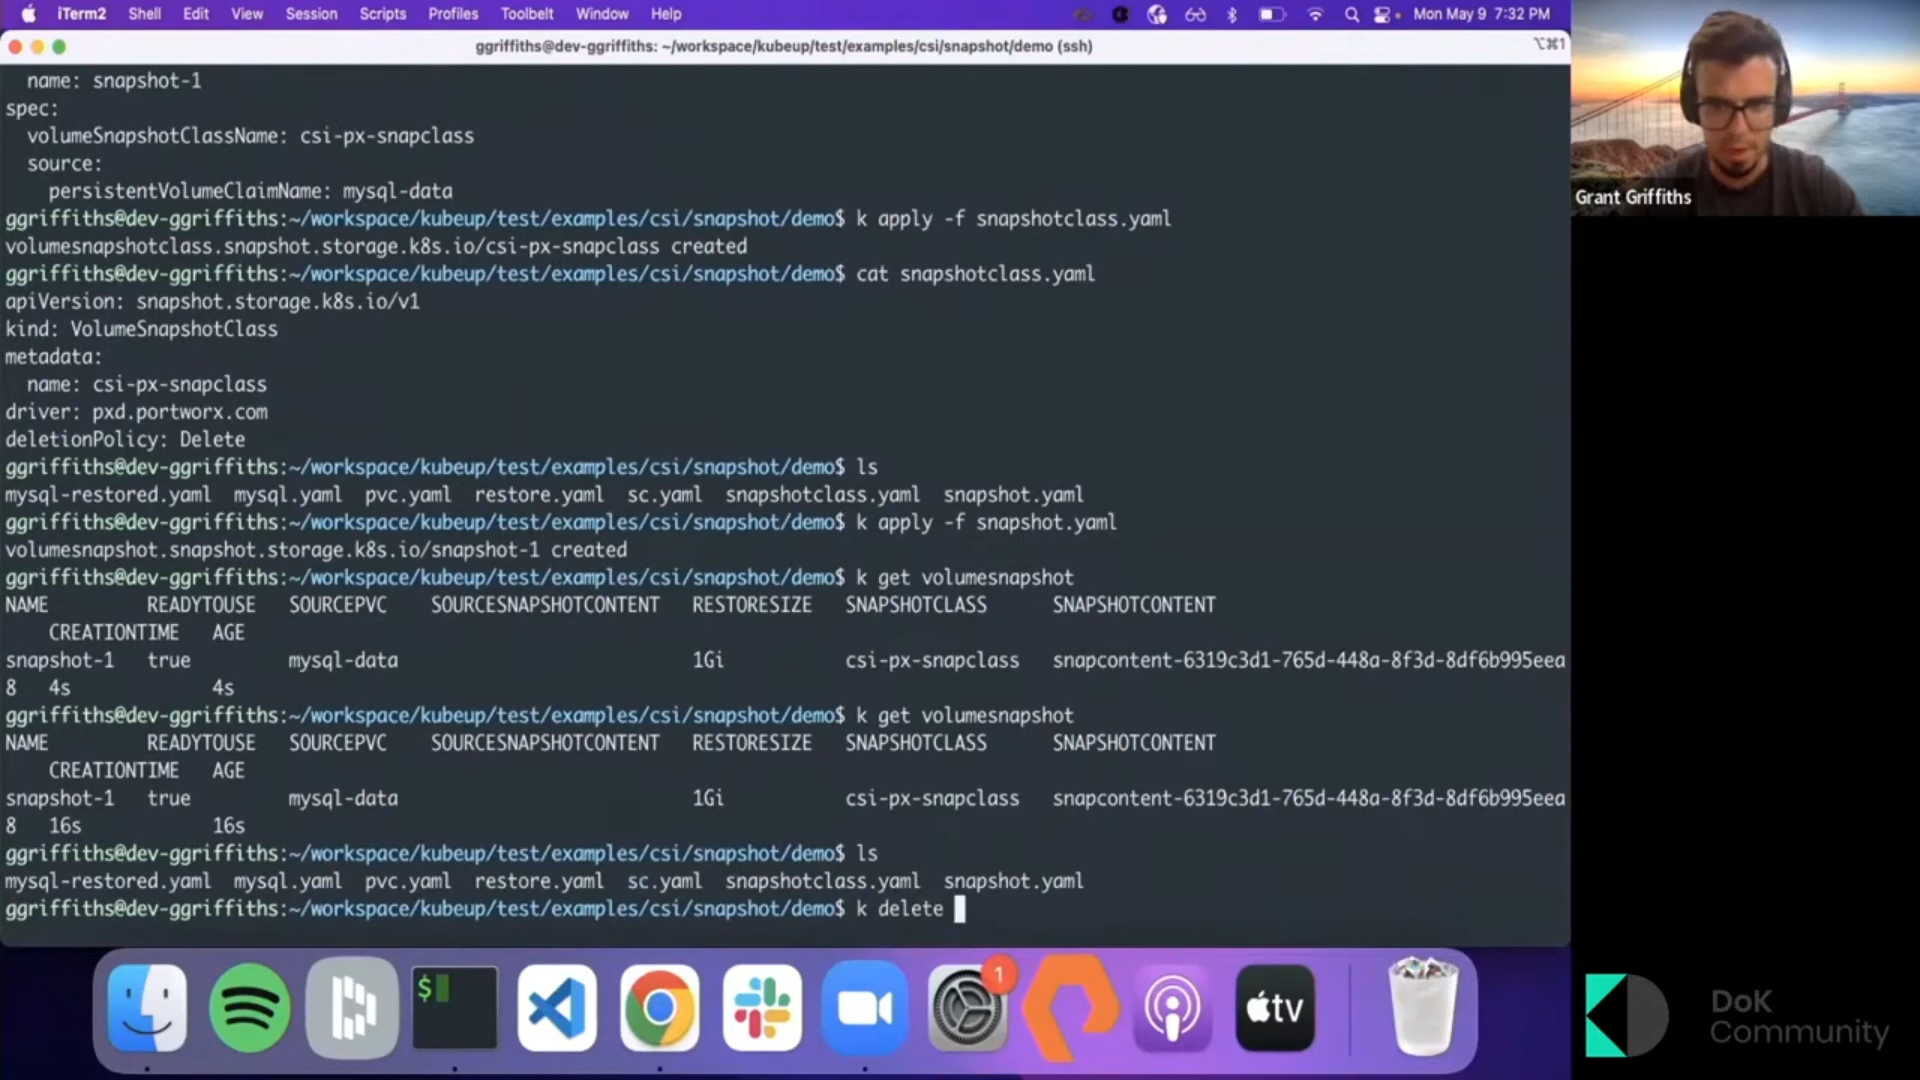 iTerm2 Shell Edit View Session Scripts Profiles Toolbelt Window Help Mon May 9 7:32 PM
ggriffiths@dev-ggriffiths: ~/workspace/kubeup/test/examples/csi/snapshot/demo (ssh) ⌥⌘1
name: snapshot-1
spec:
volumeSnapshotClassName: csi-px-snapclass
source:
persistentVolumeClaimName: mysql-data
ggriffiths@dev-ggriffiths:~/workspace/kubeup/test/examples/csi/snapshot/demo$ k apply -f snapshotclass.yaml
volumesnapshotclass.snapshot.storage.k8s.io/csi-px-snapclass created
ggriffiths@dev-ggriffiths:~/workspace/kubeup/test/examples/csi/snapshot/demo$ cat snapshotclass.yaml
apiVersion: snapshot.storage.k8s.io/v1
kind: VolumeSnapshotClass
metadata:
name: csi-px-snapclass
driver: pxd.portworx.com
deletionPolicy: Delete
ggriffiths@dev-ggriffiths:~/workspace/kubeup/test/examples/csi/snapshot/demo$ ls
mysql-restored.yaml mysql.yaml pvc.yaml restore.yaml sc.yaml snapshotclass.yaml snapshot.yaml
ggriffiths@dev-ggriffiths:~/workspace/kubeup/test/examples/csi/snapshot/demo$ k apply -f snapshot.yaml
volumesnapshot.snapshot.storage.k8s.io/snapshot-1 created
ggriffiths@dev-ggriffiths:~/workspace/kubeup/test/examples/csi/snapshot/demo$ k get volumesnapshot
NAME READYTOUSE SOURCEPVC SOURCESNAPSHOTCONTENT RESTORESIZE SNAPSHOTCLASS SNAPSHOTCONTENT
CREATIONTIME AGE
snapshot-1 true mysql-data 1Gi csi-px-snapclass snapcontent-6319c3d1-765d-448a-8f3d-8df6b995eea
8 4s 4s
ggriffiths@dev-ggriffiths:~/workspace/kubeup/test/examples/csi/snapshot/demo$ k get volumesnapshot
NAME READYTOUSE SOURCEPVC SOURCESNAPSHOTCONTENT RESTORESIZE SNAPSHOTCLASS SNAPSHOTCONTENT
CREATIONTIME AGE
snapshot-1 true mysql-data 1Gi csi-px-snapclass snapcontent-6319c3d1-765d-448a-8f3d-8df6b995eea
8 16s 16s
ggriffiths@dev-ggriffiths:~/workspace/kubeup/test/examples/csi/snapshot/demo$ ls
mysql-restored.yaml mysql.yaml pvc.yaml restore.yaml sc.yaml snapshotclass.yaml snapshot.yaml
ggriffiths@dev-ggriffiths:~/workspace/kubeup/test/examples/csi/snapshot/demo$ k delete
Grant Griffiths
$
1
tv
DoK
Community